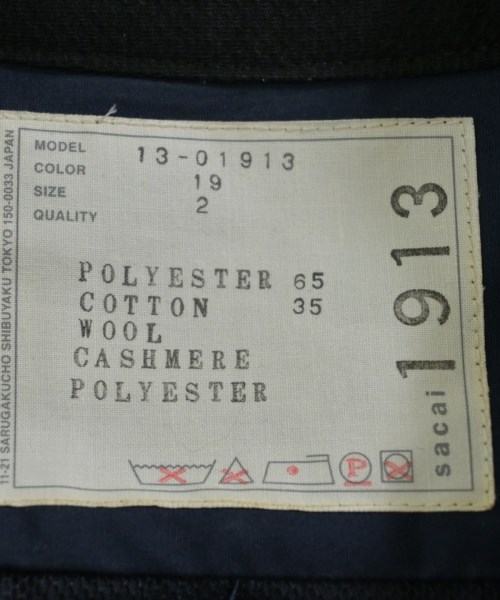 MODEL 13-01913
COLOR 19
SIZE 2
QUALITY
POLYESTER 65
COTTON 35
WOOL
CASHMERE
POLYESTER
P
sacai 1913
11-21 SARUGAKUCHO SHIBUYAKU TOKYO 150-0033 JAPAN